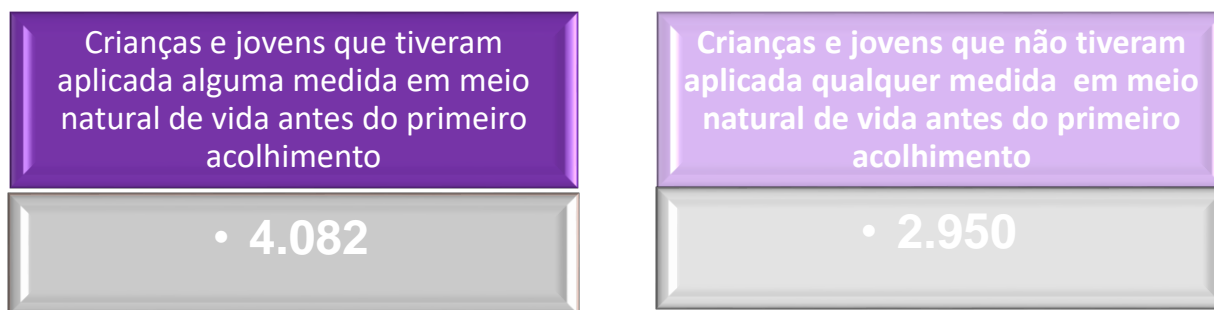 Crianças e jovens que tiveram
aplicada alguma medida em meio
natural de vida antes do primeiro
acolhimento
• 4.082
Crianças e jovens que não tiveram
aplicada qualquer medida em meio
natural de vida antes do primeiro
acolhimento
• 2.950